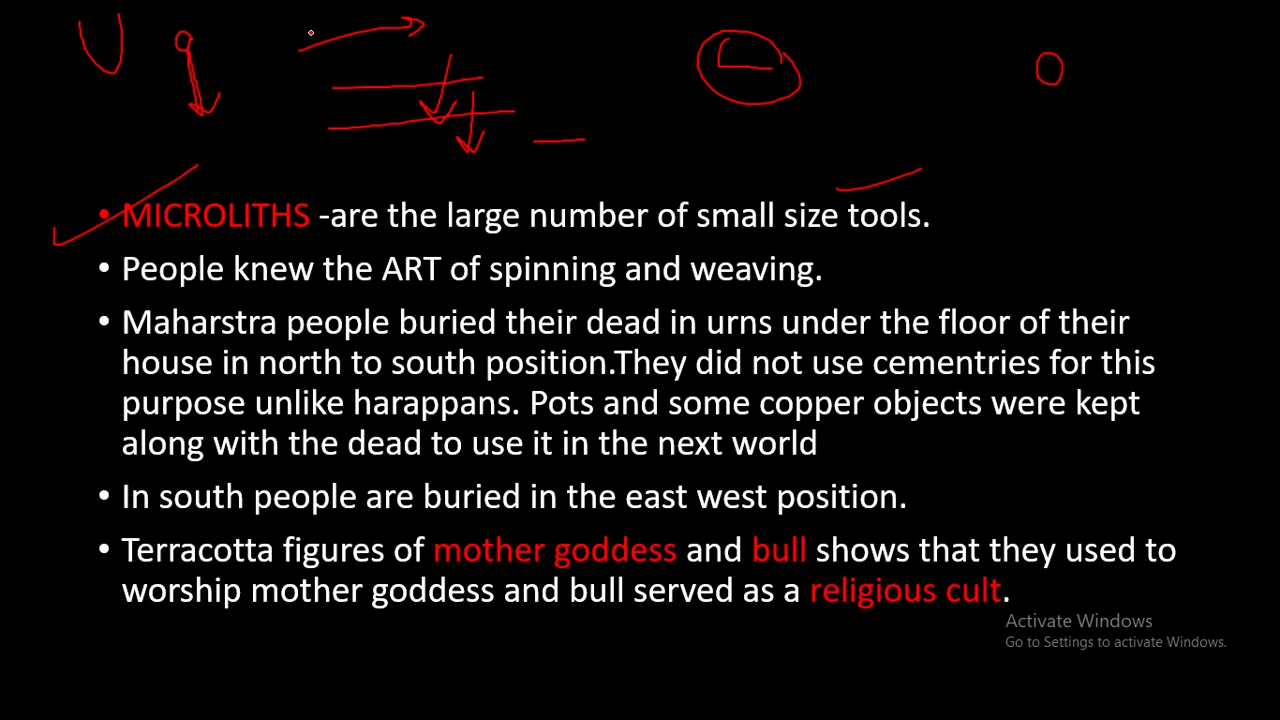 • MICROLITHS -are the large number of small size tools.
• People knew the ART of spinning and weaving.
• Maharstra people buried their dead in urns under the floor of their
house in north to south position.They did not use cementries for this
purpose unlike harappans. Pots and some copper objects were kept
along with the dead to use it in the next world
• In south people are buried in the east west position.
• Terracotta figures of mother goddess and bull shows that they used to
worship mother goddess and bull served as a religious cult.
Activate Windows
Go to Settings to activate Windows.